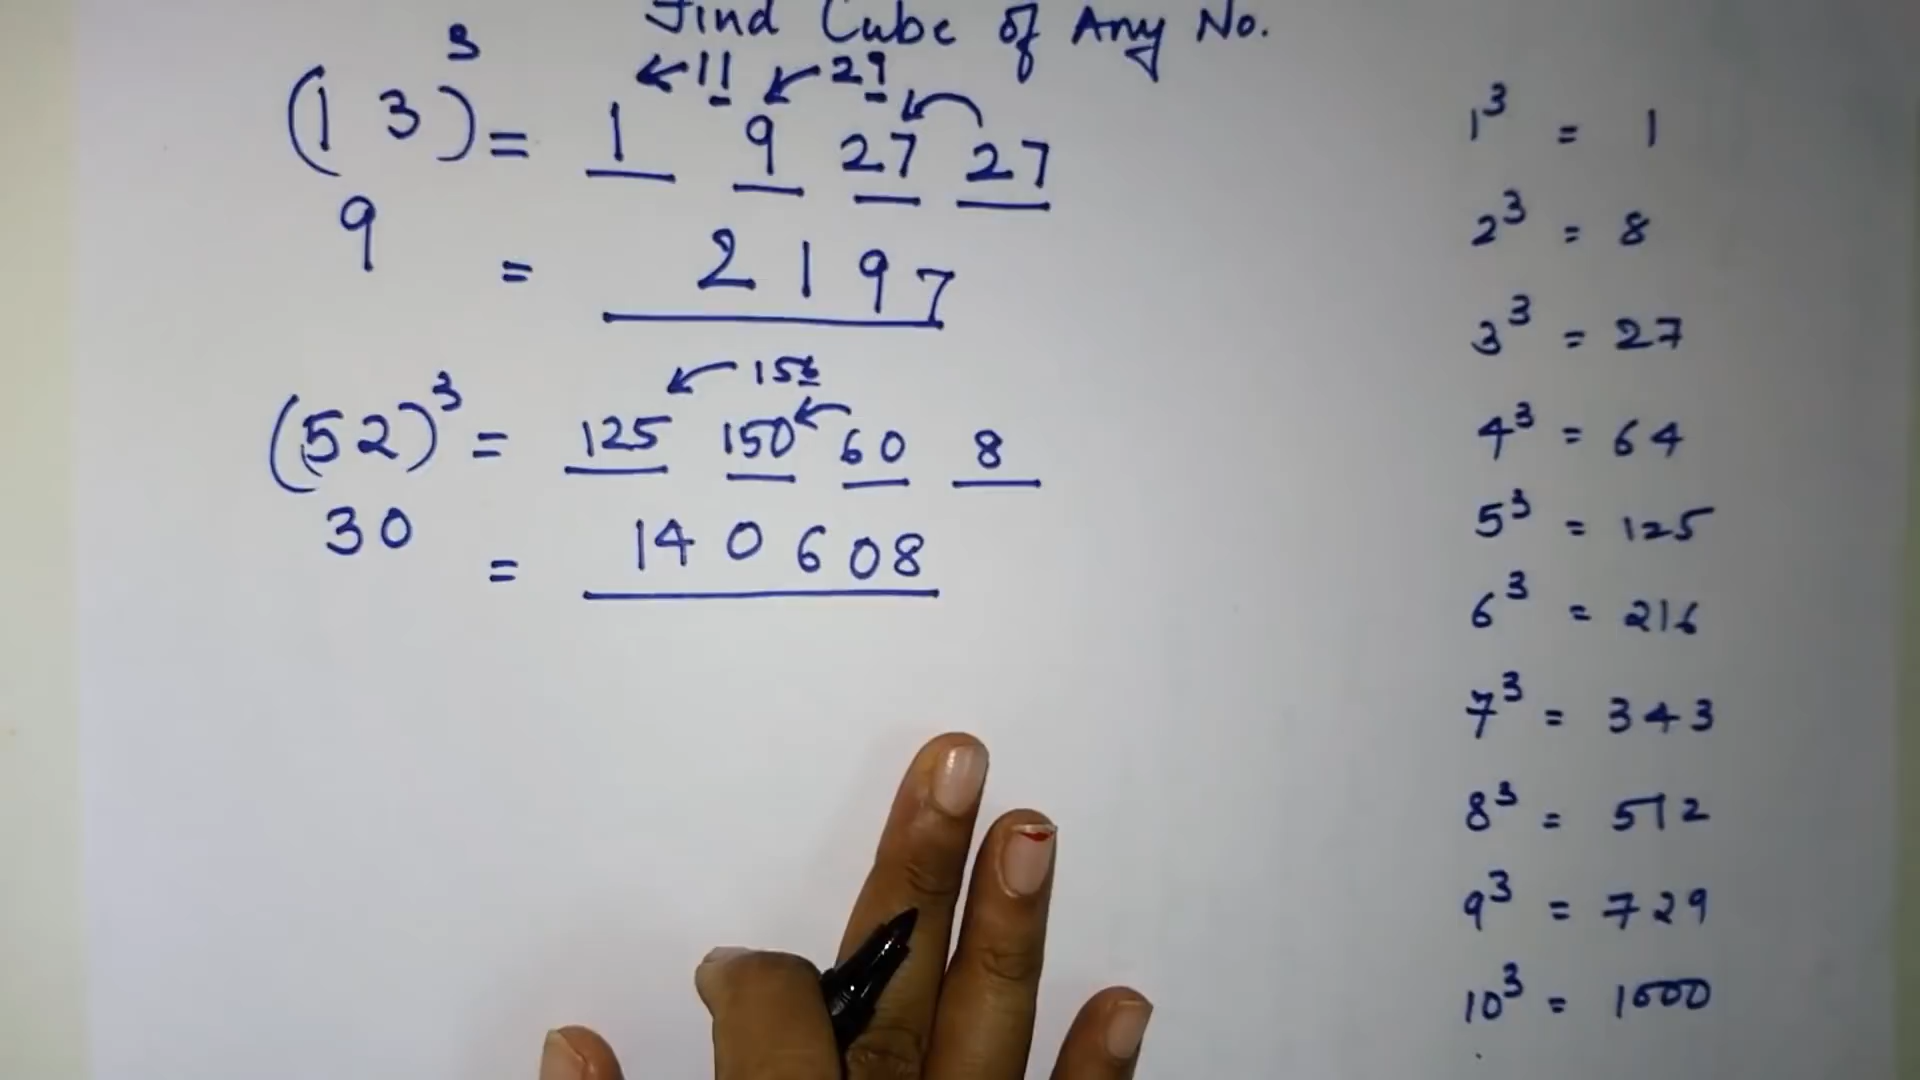 Find Cube of Any No.
← 11 29
(13)³ = 1 9 27 27
9
= 2197
156
(52)³ = 125 150 60 8
30
= 140608
1³ = 1
2³ = 8
3³ = 27
4³ = 64
5³ = 125
6³ = 216
7³ = 343
8³ = 512
9³ = 729
10³ = 1000